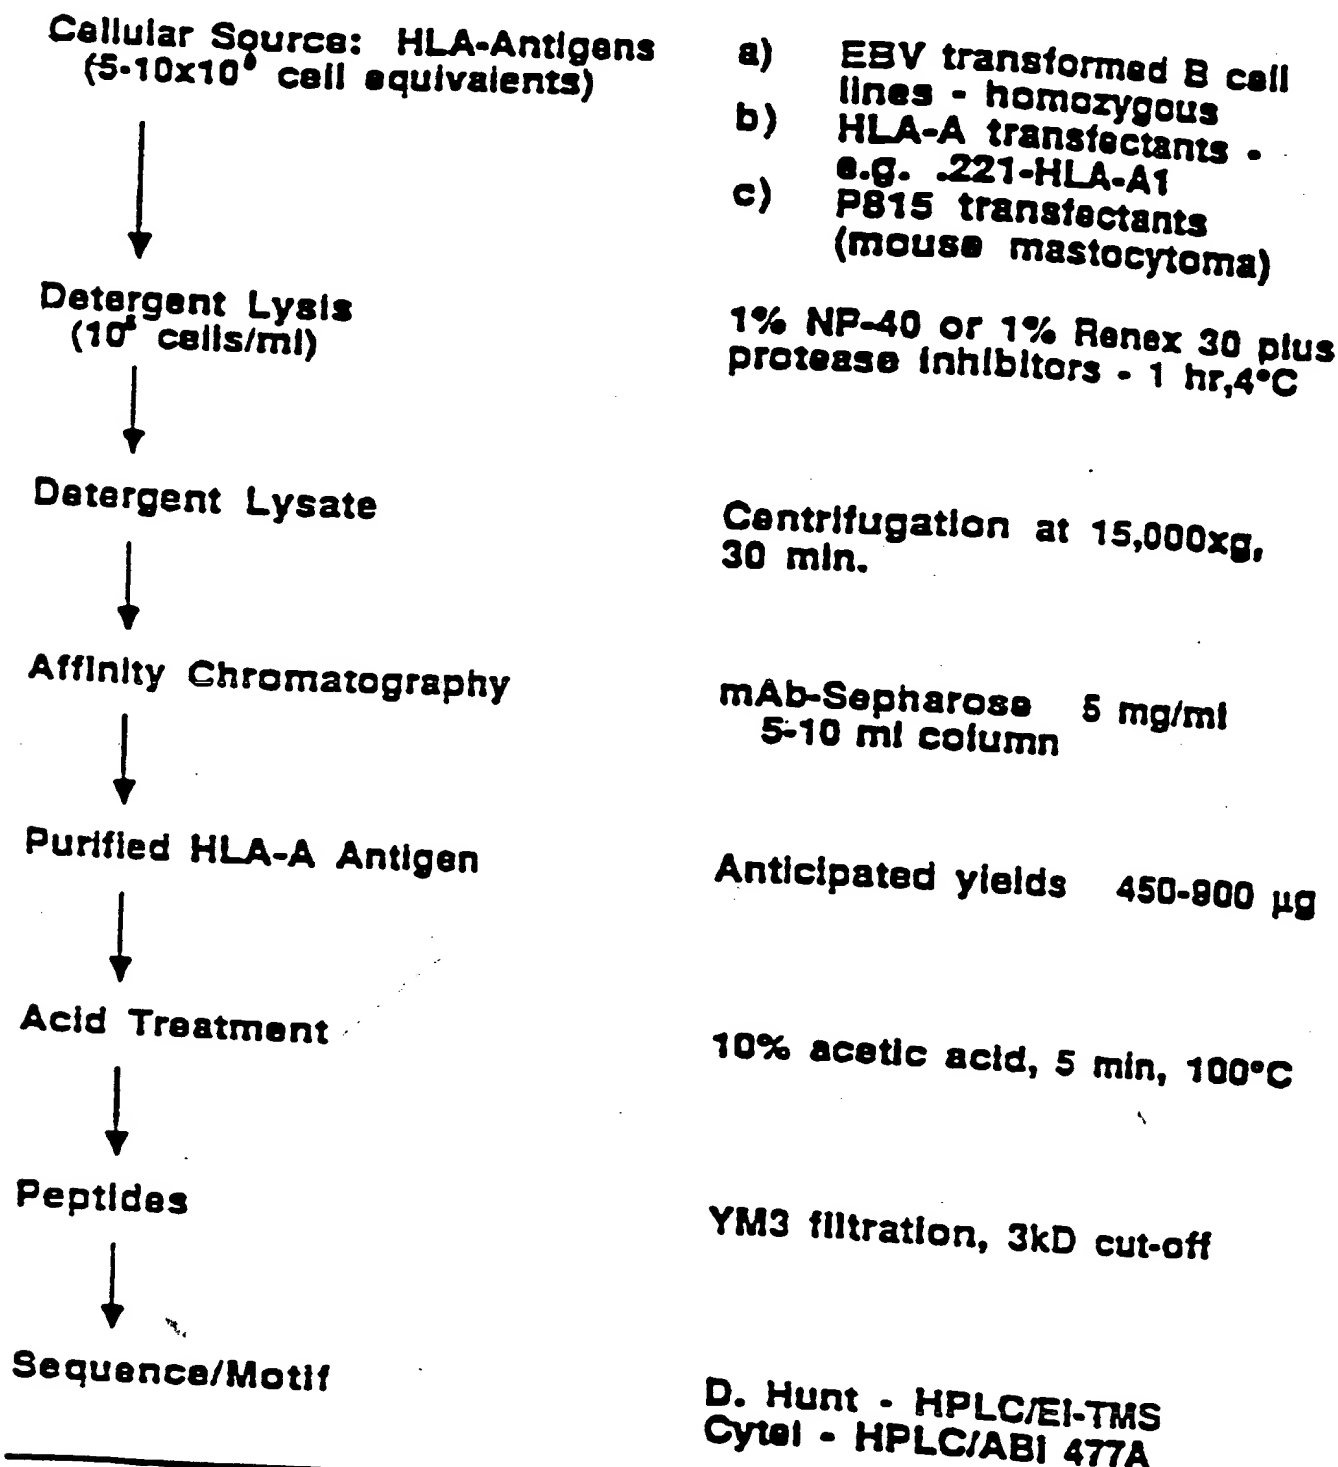 Cellular Source: HLA-Antigens
(5-10x10⁹ cell equivalents)
a) EBV transformed B cell
lines - homozygous
b) HLA-A transfectants -
e.g. .221-HLA-A1
c) P815 transfectants
(mouse mastocytoma)
Detergent Lysis
(10⁸ cells/ml)
1% NP-40 or 1% Renex 30 plus
protease inhibitors - 1 hr,4°C
Detergent Lysate
Centrifugation at 15,000xg,
30 min.
Affinity Chromatography
mAb-Sepharose 5 mg/ml
5-10 ml column
Purified HLA-A Antigen
Anticipated yields 450-900 µg
Acid Treatment
10% acetic acid, 5 min, 100°C
Peptides
YM3 filtration, 3kD cut-off
Sequence/Motif
D. Hunt - HPLC/EI-TMS
Cytel - HPLC/ABI 477A